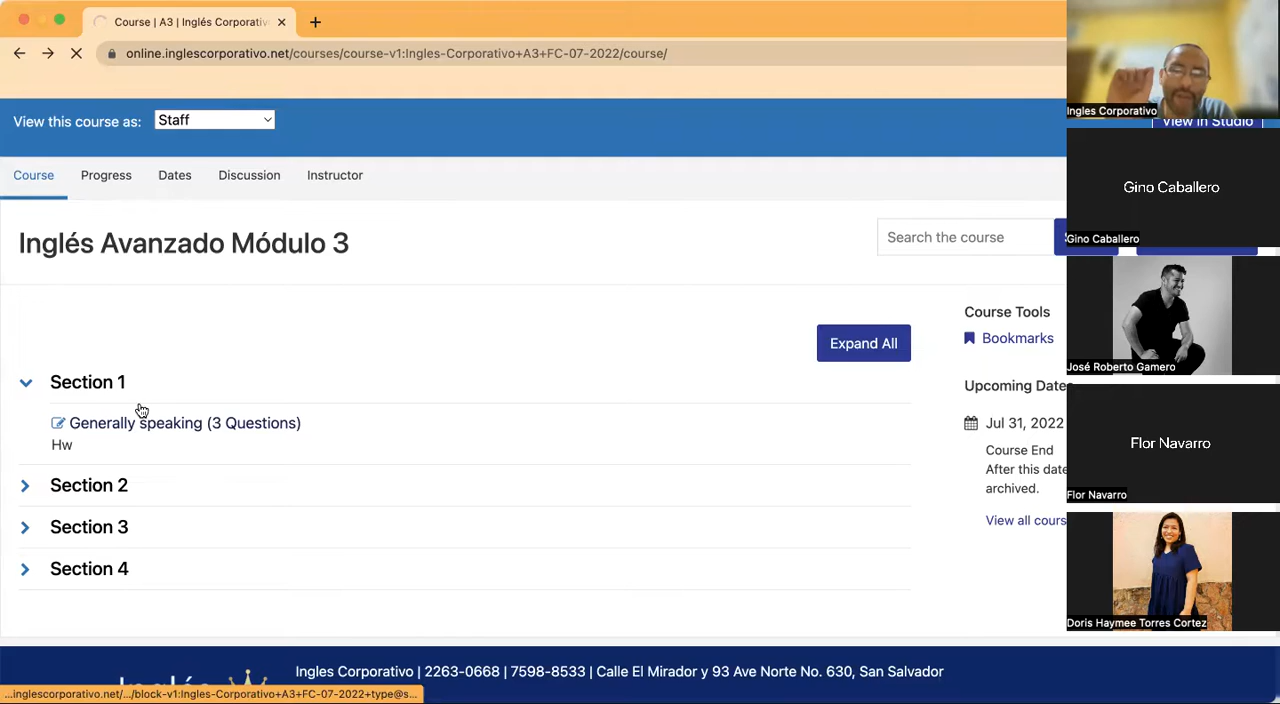 Course | A3 | Inglés Corporativ
online.inglescorporativo.net/courses/course-v1:Ingles-Corporativo+A3+FC-07-2022/course/
View this course as: Staff
View in Studio
Course Progress Dates Discussion Instructor
Inglés Avanzado Módulo 3
Search the course
Expand All
Section 1
Generally speaking (3 Questions)
Hw
Section 2
Section 3
Section 4
Course Tools
Bookmarks
Upcoming Dates
Jul 31, 2022
Course End
After this date
archived.
View all cours
Inglés
Ingles Corporativo | 2263-0668 | 7598-8533 | Calle El Mirador y 93 Ave Norte No. 630, San Salvador
...inglescorporativo.net/.../block-v1:Ingles-Corporativo+A3+FC-07-2022+type@s...
Ingles Corporativo
Gino Caballero
Gino Caballero
José Roberto Gamero
Flor Navarro
Flor Navarro
Doris Haymee Torres Cortez